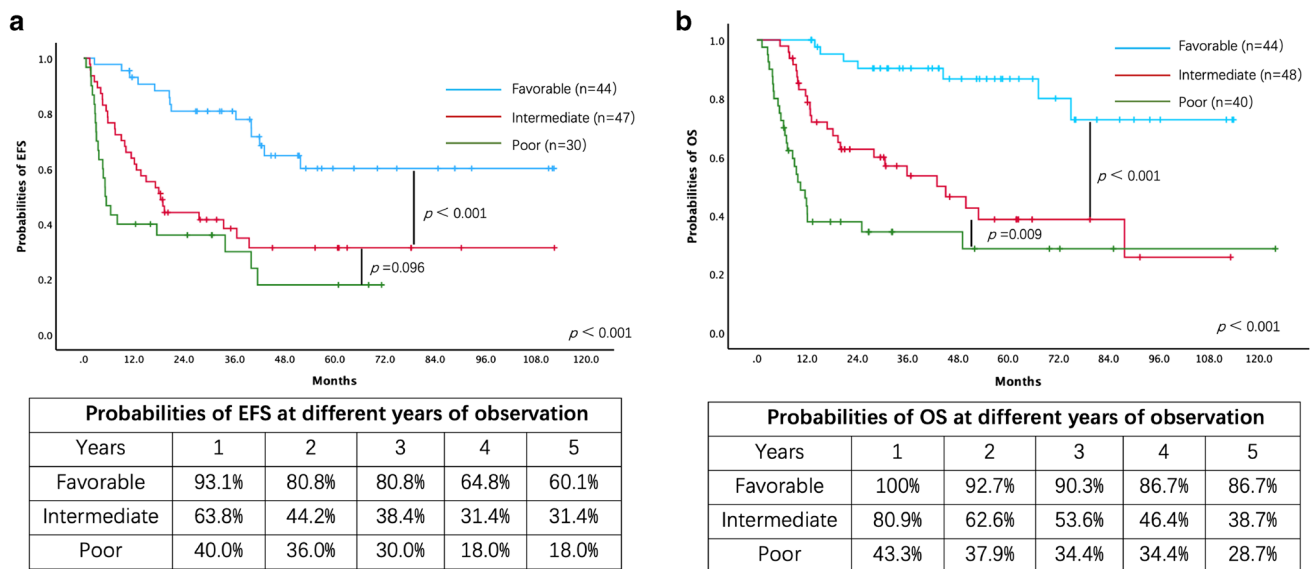 a
Probabilities of EFS
1.0
0.8
0.6
0.4
0.2
0.0
Favorable (n=44)
Intermediate (n=47)
Poor (n=30)
p < 0.001
p =0.096
p < 0.001
.0 12.0 24.0 36.0 48.0 60.0 72.0 84.0 96.0 108.0 120.0
Months
Probabilities of EFS at different years of observation
Years 1 2 3 4 5
Favorable 93.1% 80.8% 80.8% 64.8% 60.1%
Intermediate 63.8% 44.2% 38.4% 31.4% 31.4%
Poor 40.0% 36.0% 30.0% 18.0% 18.0%
b
Probabilities of OS
1.0
0.8
0.6
0.4
0.2
0.0
Favorable (n=44)
Intermediate (n=48)
Poor (n=40)
p < 0.001
p =0.009
p < 0.001
.0 12.0 24.0 36.0 48.0 60.0 72.0 84.0 96.0 108.0 120.0
Months
Probabilities of OS at different years of observation
Years 1 2 3 4 5
Favorable 100% 92.7% 90.3% 86.7% 86.7%
Intermediate 80.9% 62.6% 53.6% 46.4% 38.7%
Poor 43.3% 37.9% 34.4% 34.4% 28.7%